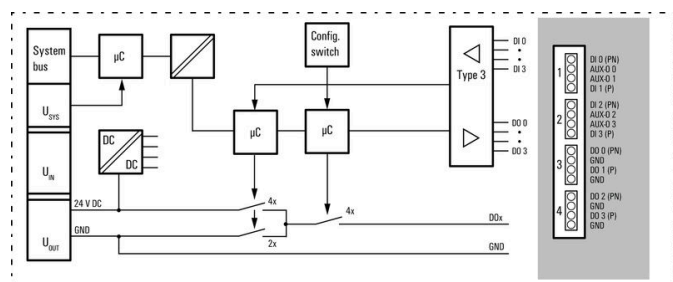 System
bus
U SYS
U IN
U OUT
µC
DC
DC
24 V DC
GND
µC
Config.
switch
µC
4x
2x
4x
Type 3
DI 0
DI 3
DO 0
DO 3
DOx
GND
1
DI 0 (PN)
AUX-O 0
AUX-O 1
DI 1 (P)
2
DI 2 (PN)
AUX-O 2
AUX-O 3
DI 3 (P)
3
DO 0 (PN)
GND
DO 1 (P)
GND
4
DO 2 (PN)
GND
DO 3 (P)
GND